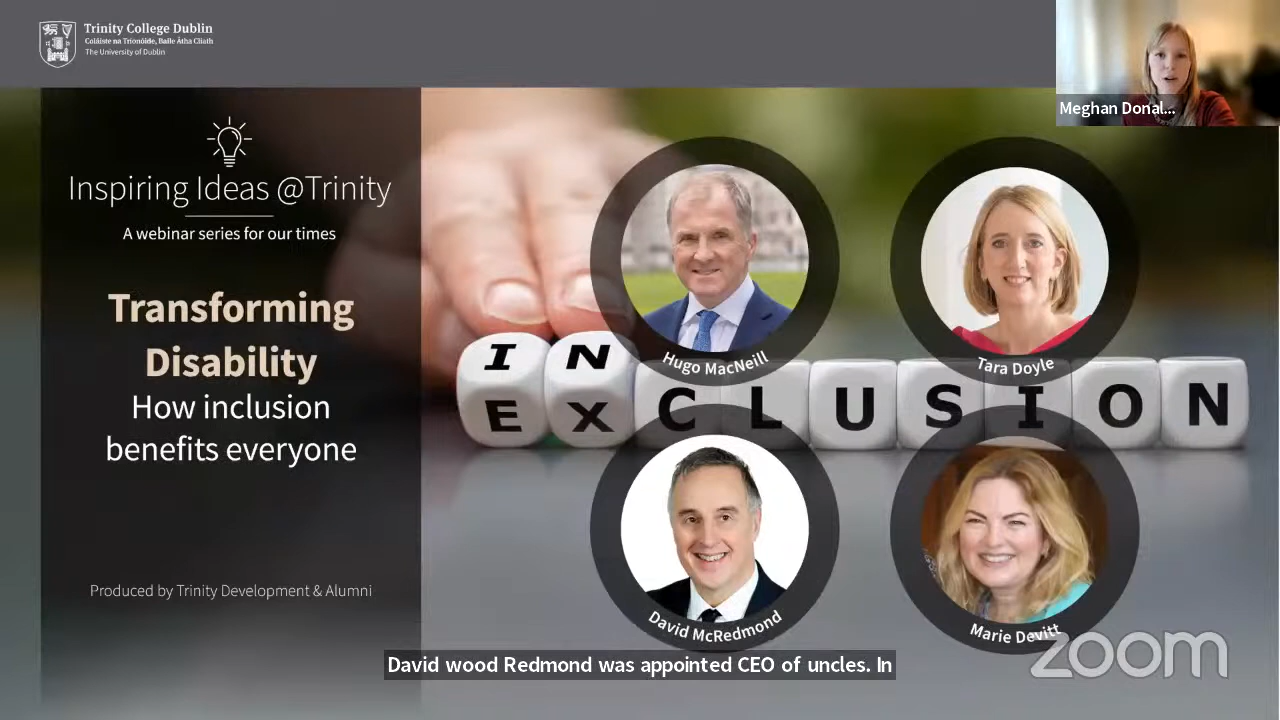 Trinity College Dublin
Coláiste na Tríonóide, Baile Átha Cliath
The University of Dublin
Meghan Donal...
Inspiring Ideas @Trinity
A webinar series for our times
Transforming
Disability
How inclusion
benefits everyone
Produced by Trinity Development & Alumni
IN
EXCLUSION
Hugo MacNeill
Tara Doyle
David McRedmond
Marie Devitt
zoom
David wood Redmond was appointed CEO of uncles. In